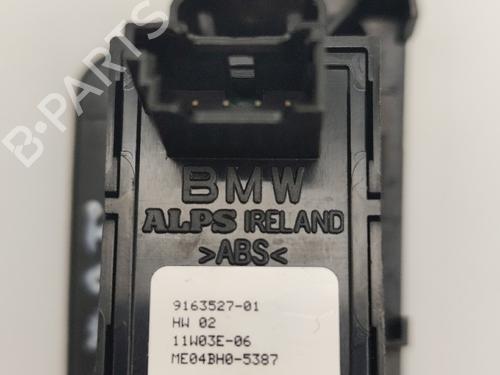 B-PARTS
BMW
ALPS IRELAND
>ABS<
9163527-01
HW 02
11W03E-06
ME04BH0-5387